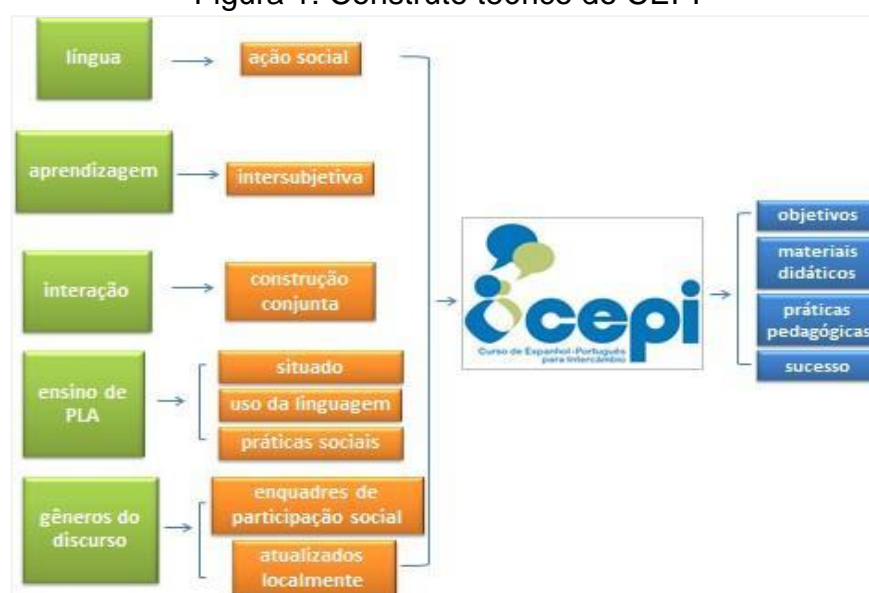 Figura 1: Construto teórico do CEPI
língua
ação social
aprendizagem
intersubjetiva
interação
construção
conjunta
ensino de
PLA
situado
uso da linguagem
práticas sociais
gêneros do
discurso
enquadres de
participação social
atualizados
localmente
cepi
Curso de Espanhol-Português
para Intercâmbio
objetivos
materiais
didáticos
práticas
pedagógicas
sucesso